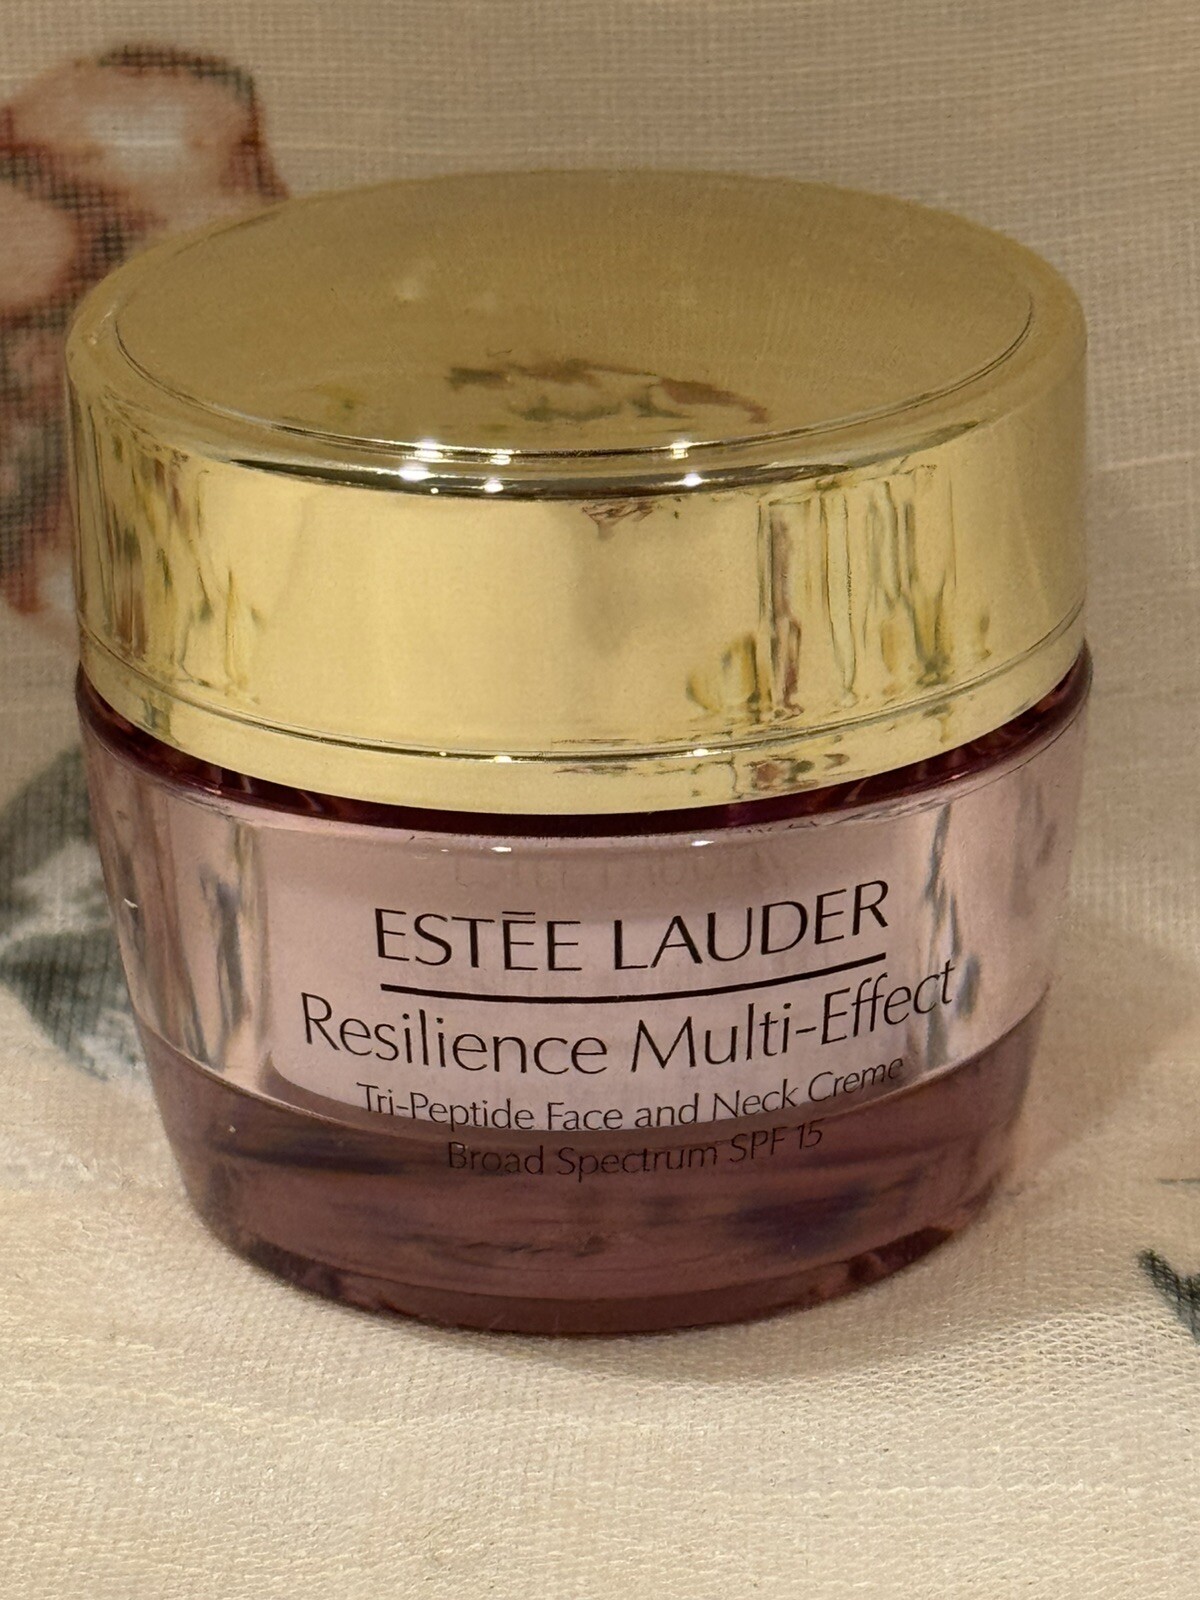 ESTĒE LAUDER
Resilience Multi-Effect
Tri-Peptide Face and Neck Creme
Broad Spectrum SPF 15